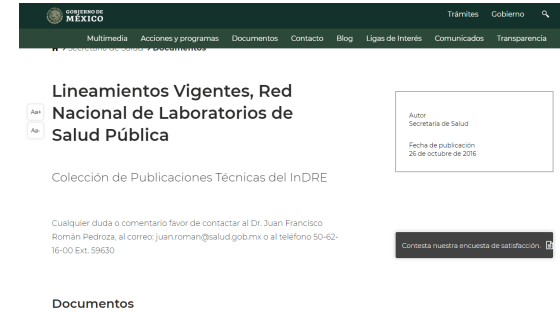 GOBIERNO DE
MÉXICO
Trámites Gobierno
Multimedia Acciones y programas Documentos Contacto Blog Ligas de Interés Comunicados Transparencia
> Secretaría de Salud > Documentos
Lineamientos Vigentes, Red
Nacional de Laboratorios de
Salud Pública
Aa+
Aa-
Autor
Secretaría de Salud
Fecha de publicación
26 de octubre de 2016
Colección de Publicaciones Técnicas del InDRE
Cualquier duda o comentario favor de contactar al Dr. Juan Francisco
Román Pedroza, al correo: juan.roman@salud.gob.mx o al teléfono 50-62-
16-00 Ext. 59630
Contesta nuestra encuesta de satisfacción
Documentos